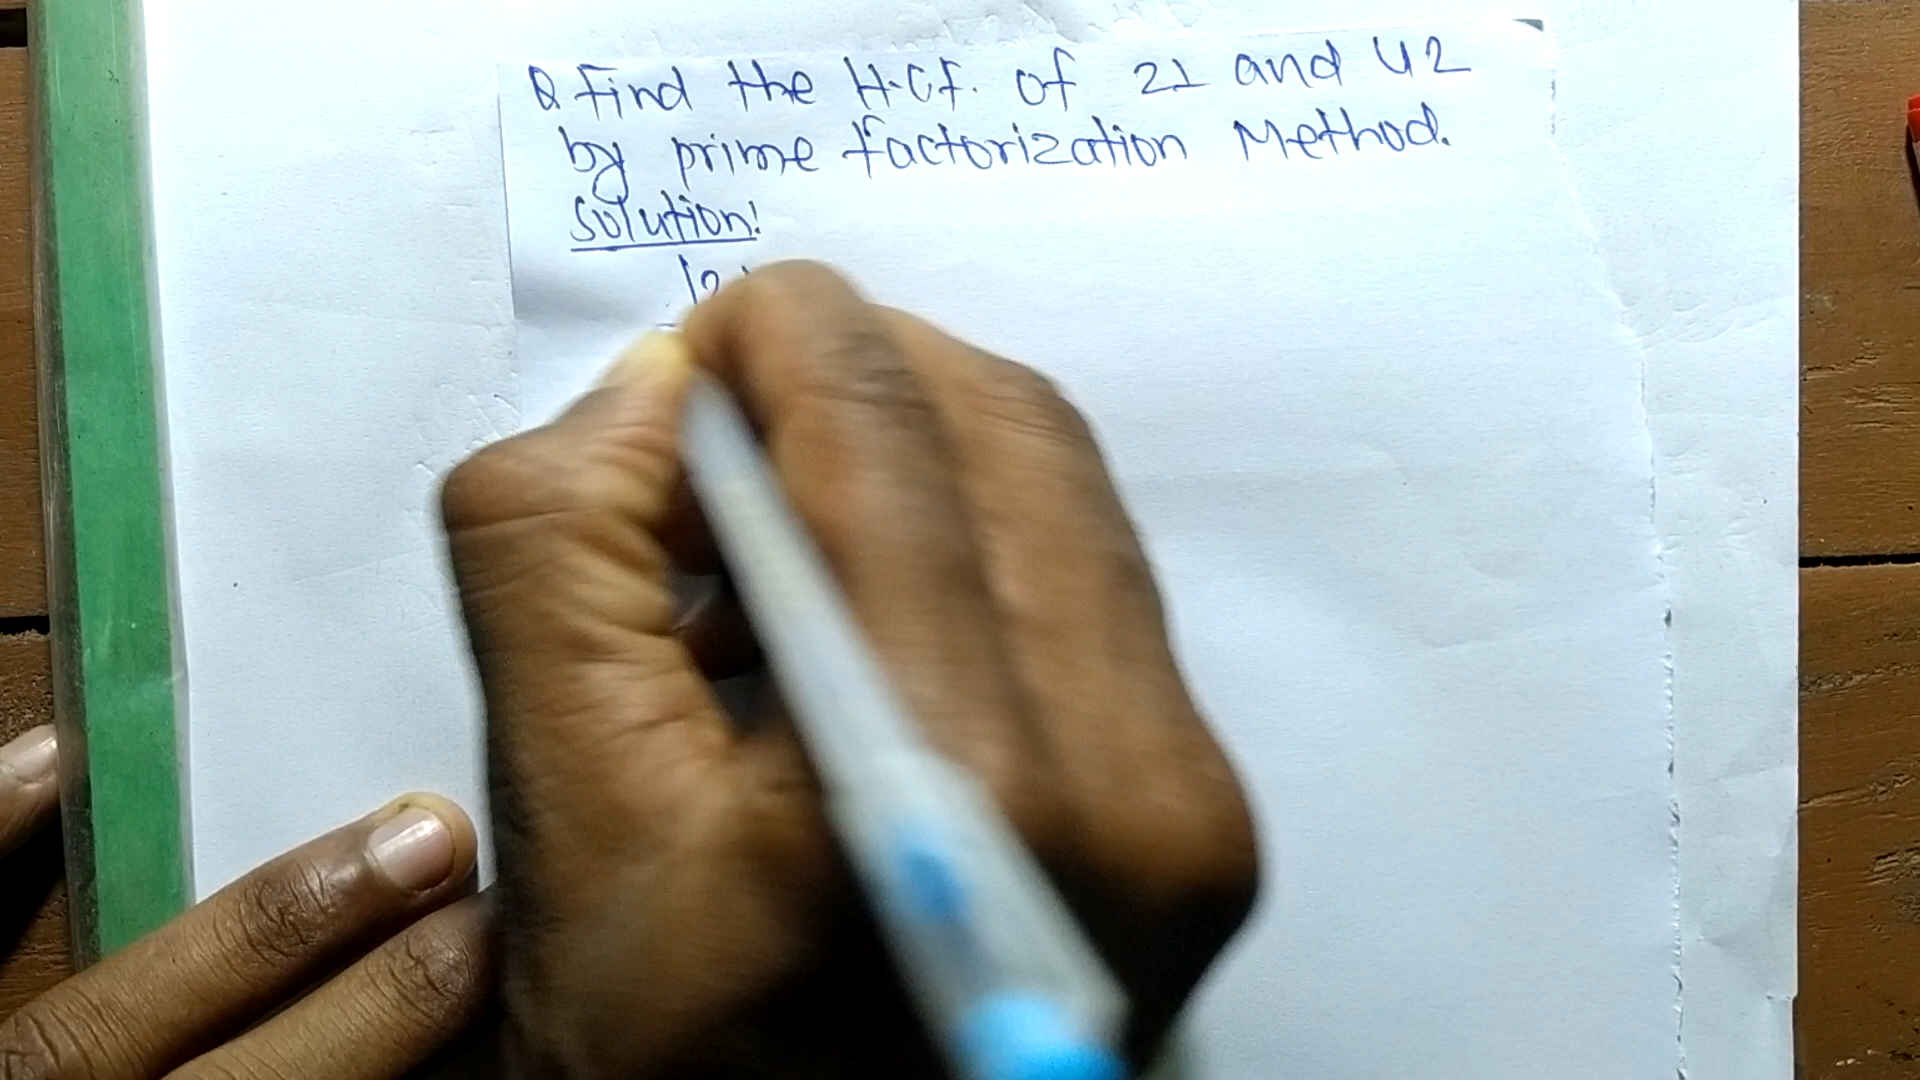 Q Find the H.C.F. of 21 and 42
by prime factorization Method.
Solution!